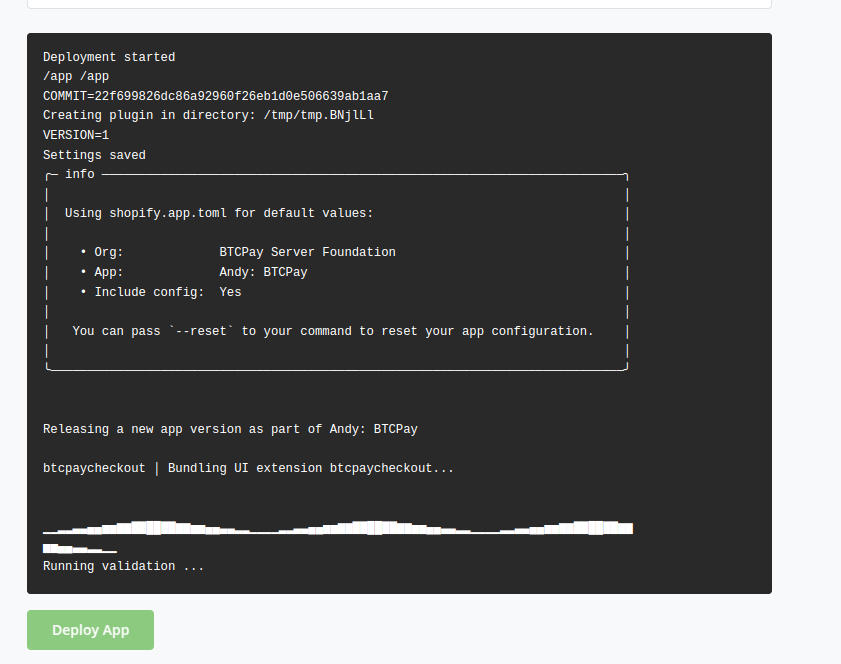 Deployment started
/app /app
COMMIT=22f699826dc86a92960f26eb1d0e506639ab1aa7
Creating plugin in directory: /tmp/tmp.BNjlLl
VERSION=1
Settings saved
info
Using shopify.app.toml for default values:
• Org: BTCPay Server Foundation
• App: Andy: BTCPay
• Include config: Yes
You can pass `--reset` to your command to reset your app configuration.
Releasing a new app version as part of Andy: BTCPay
btcpaycheckout | Bundling UI extension btcpaycheckout...
Running validation ...
Deploy App